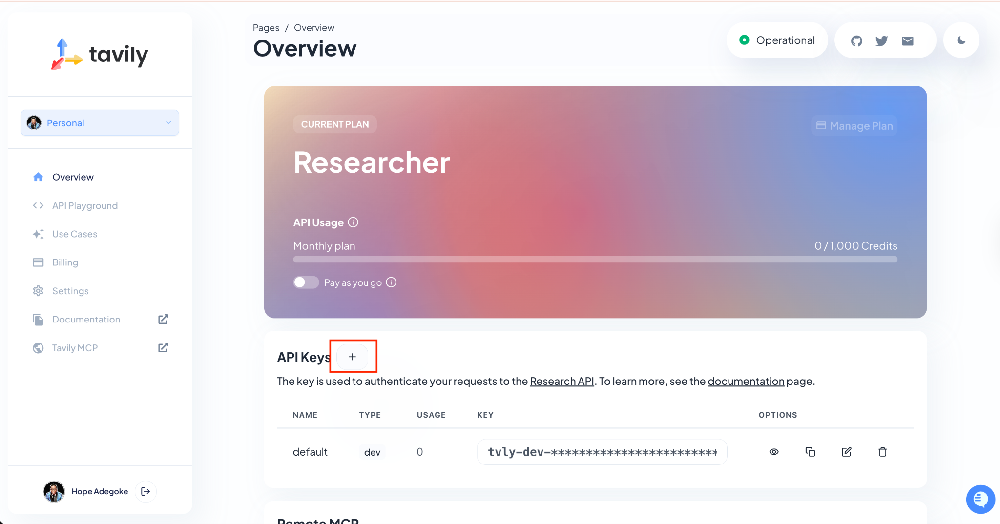 tavily
Personal
Overview
API Playground
Use Cases
Billing
Settings
Documentation
Tavily MCP
Hope Adegoke
Pages / Overview
Overview
Operational
CURRENT PLAN
Manage Plan
Researcher
API Usage
Monthly plan
0 / 1,000 Credits
Pay as you go
API Keys
+
The key is used to authenticate your requests to the Research API. To learn more, see the documentation page.
NAME TYPE USAGE KEY OPTIONS
default dev 0 tvly-dev-************************
Remote MCP